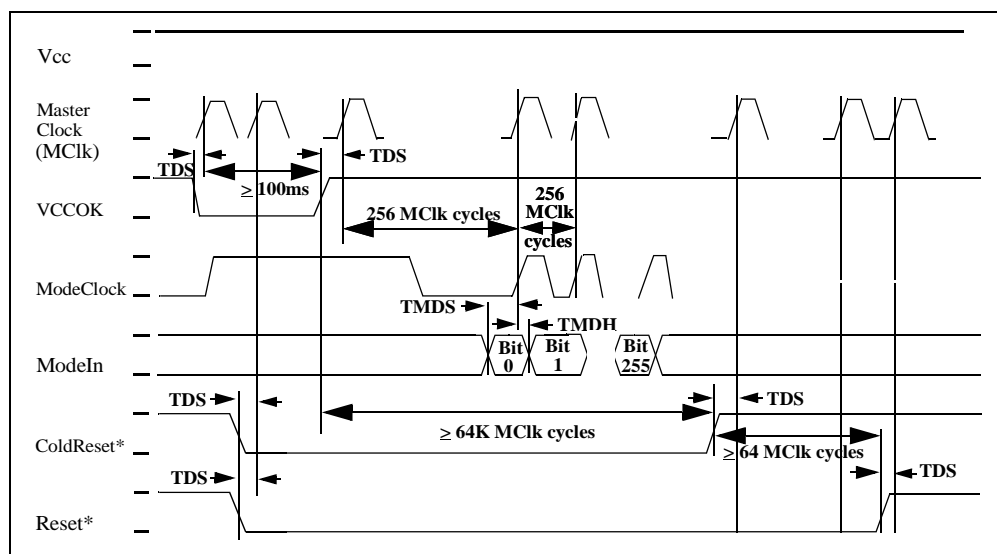 Vcc
Master
Clock
(MClk)
TDS
TDS
≥ 100ms
VCCOK
256 MClk cycles
256
MClk
cycles
ModeClock
TMDS
TMDH
ModeIn
Bit
0
Bit
1
Bit
255
TDS
TDS
ColdReset*
≥ 64K MClk cycles
≥ 64 MClk cycles
TDS
TDS
Reset*